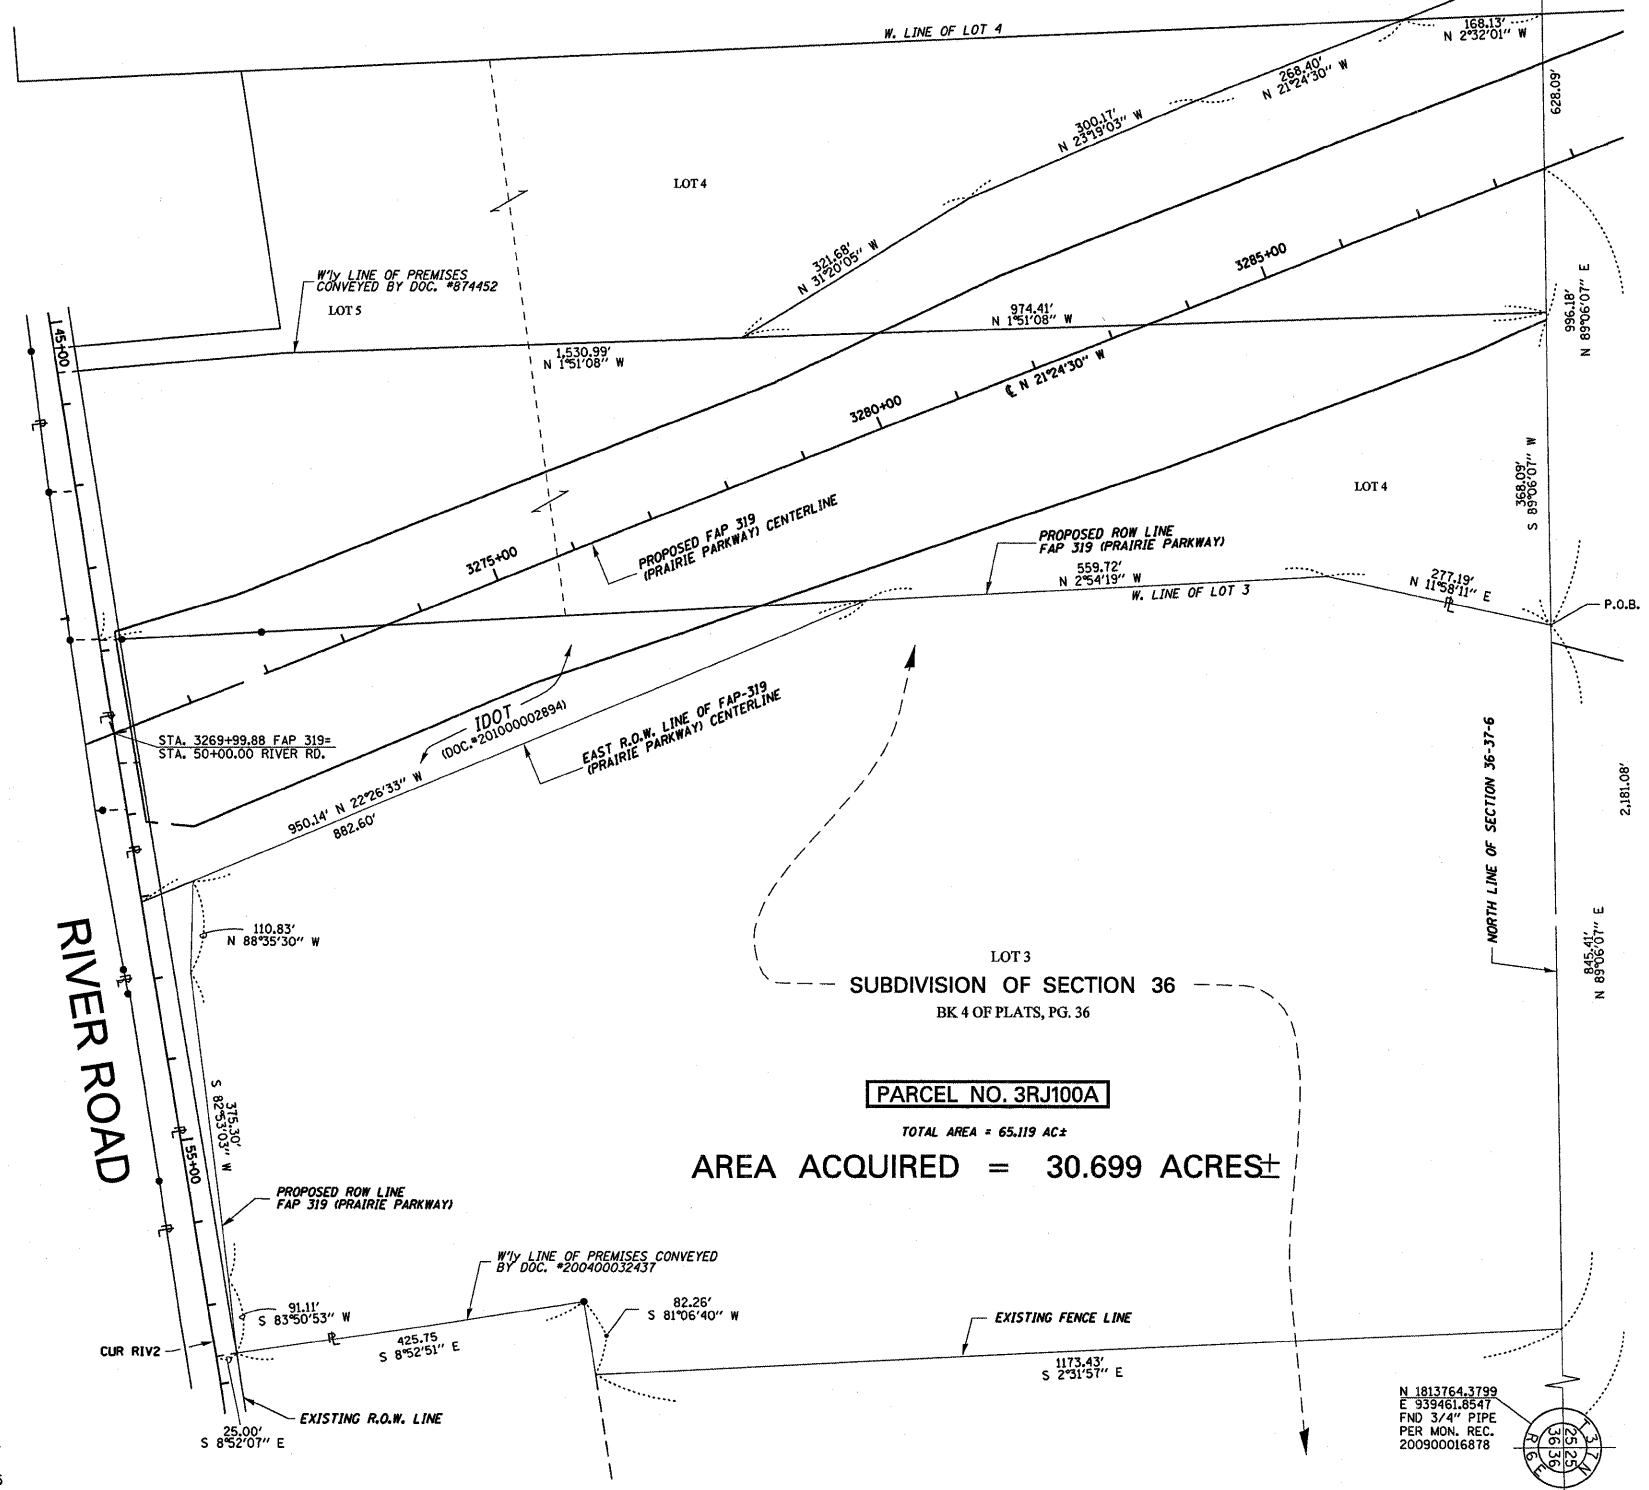 W. LINE OF LOT 4
168.13'
N 2°32'01" W
268.40'
N 21°24'30" W
628.09'
300.17'
N 23°19'03" W
LOT 4
321.68'
N 31°20'05" W
3285+00
W'ly LINE OF PREMISES
CONVEYED BY DOC. #874452
LOT 5
974.41'
N 1°51'08" W
996.18'
N 89°06'07" E
45+00
1,530.99'
N 1°51'08" W
℄ N 21°24'30" W
3280+00
368.09'
S 89°06'07" W
LOT 4
PROPOSED FAP 319
(PRAIRIE PARKWAY) CENTERLINE
3275+00
PROPOSED ROW LINE
FAP 319 (PRAIRIE PARKWAY)
559.72'
N 2°54'19" W
W. LINE OF LOT 3
277.19'
N 11°58'11" E
P.O.B.
IDOT
(DOC.#201000002894)
EAST R.O.W. LINE OF FAP-319
(PRAIRIE PARKWAY) CENTERLINE
STA. 3269+99.88 FAP 319=
STA. 50+00.00 RIVER RD.
950.14' N 22°26'33" W
882.60'
NORTH LINE OF SECTION 36-37-6
2,181.08'
845.41'
N 89°06'07" E
RIVER ROAD
110.83'
N 88°35'30" W
LOT 3
SUBDIVISION OF SECTION 36
BK 4 OF PLATS, PG. 36
375.30'
S 82°53'03" W
PARCEL NO. 3RJ100A
TOTAL AREA = 65.119 AC±
AREA ACQUIRED = 30.699 ACRES±
55+00
PROPOSED ROW LINE
FAP 319 (PRAIRIE PARKWAY)
W'ly LINE OF PREMISES CONVEYED
BY DOC. #200400032437
91.11'
S 83°50'53" W
82.26'
S 81°06'40" W
EXISTING FENCE LINE
CUR RIV2
425.75
S 8°52'51" E
1173.43'
S 2°31'57" E
EXISTING R.O.W. LINE
25.00'
S 8°52'07" E
N 1813764.3799
E 939461.8547
FND 3/4" PIPE
PER MON. REC.
200900016878
T 37 N
25 25
36 36
R 6 E